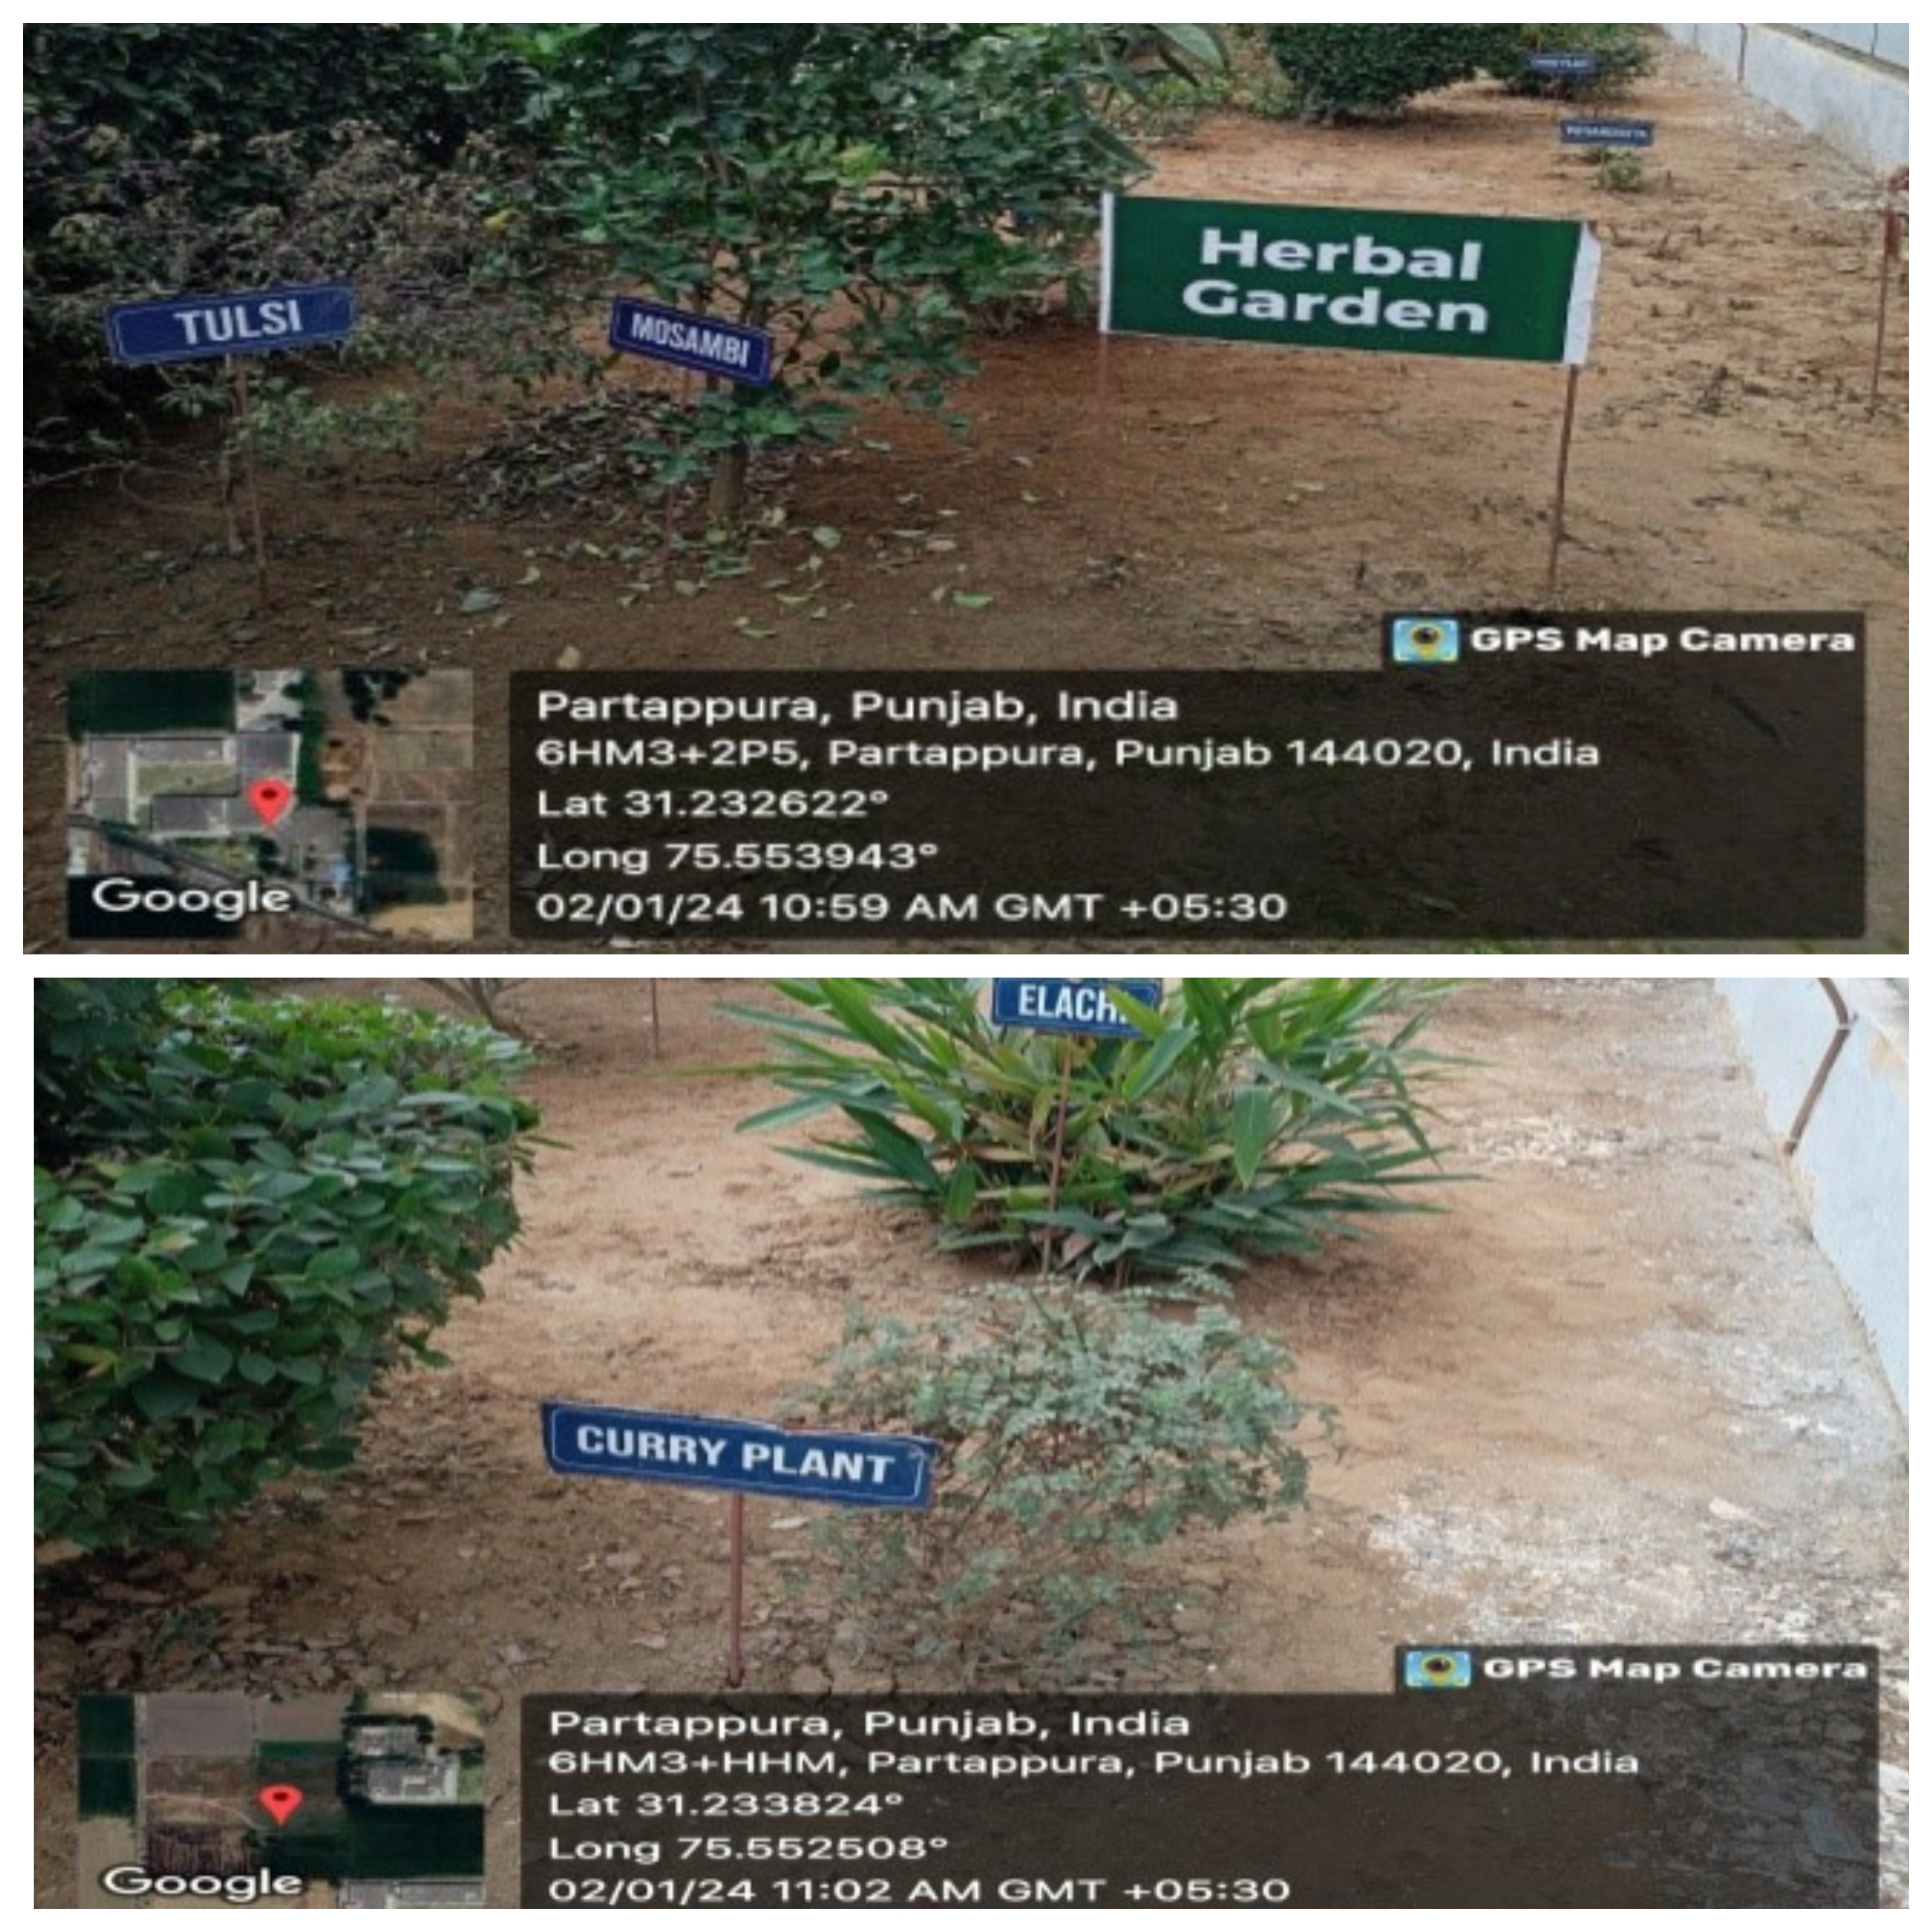 Herbal
Garden
TULSI
MOSAMBI
GPS Map Camera
Partappura, Punjab, India
6HM3+2P5, Partappura, Punjab 144020, India
Lat 31.232622°
Long 75.553943°
02/01/24 10:59 AM GMT +05:30
Google
ELACH
CURRY PLANT
GPS Map Camera
Partappura, Punjab, India
6HM3+HHM, Partappura, Punjab 144020, India
Lat 31.233824°
Long 75.552508°
02/01/24 11:02 AM GMT +05:30
Google